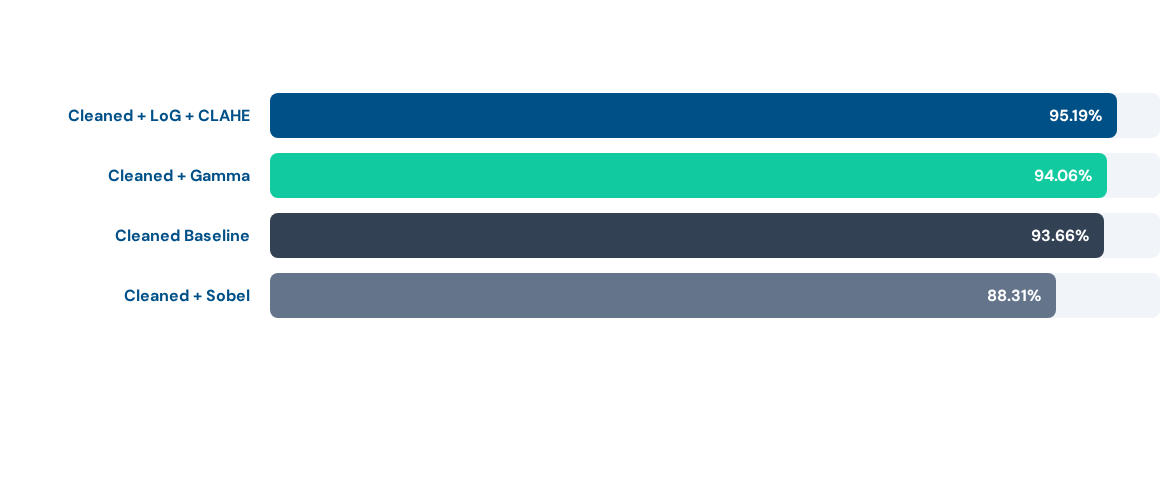 Cleaned + LoG + CLAHE 95.19%
Cleaned + Gamma 94.06%
Cleaned Baseline 93.66%
Cleaned + Sobel 88.31%